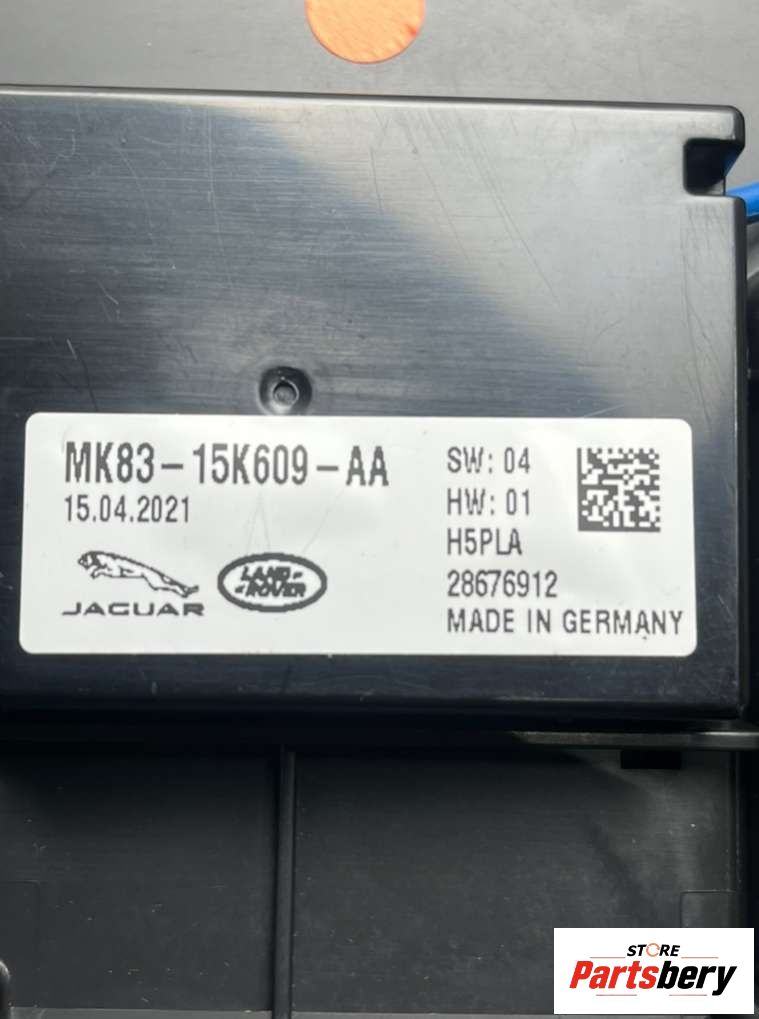 MK83-15K609-AA
15.04.2021
JAGUAR
LAND-
ROVER
SW: 04
HW: 01
H5PLA
28676912
MADE IN GERMANY
STORE
Partsbery